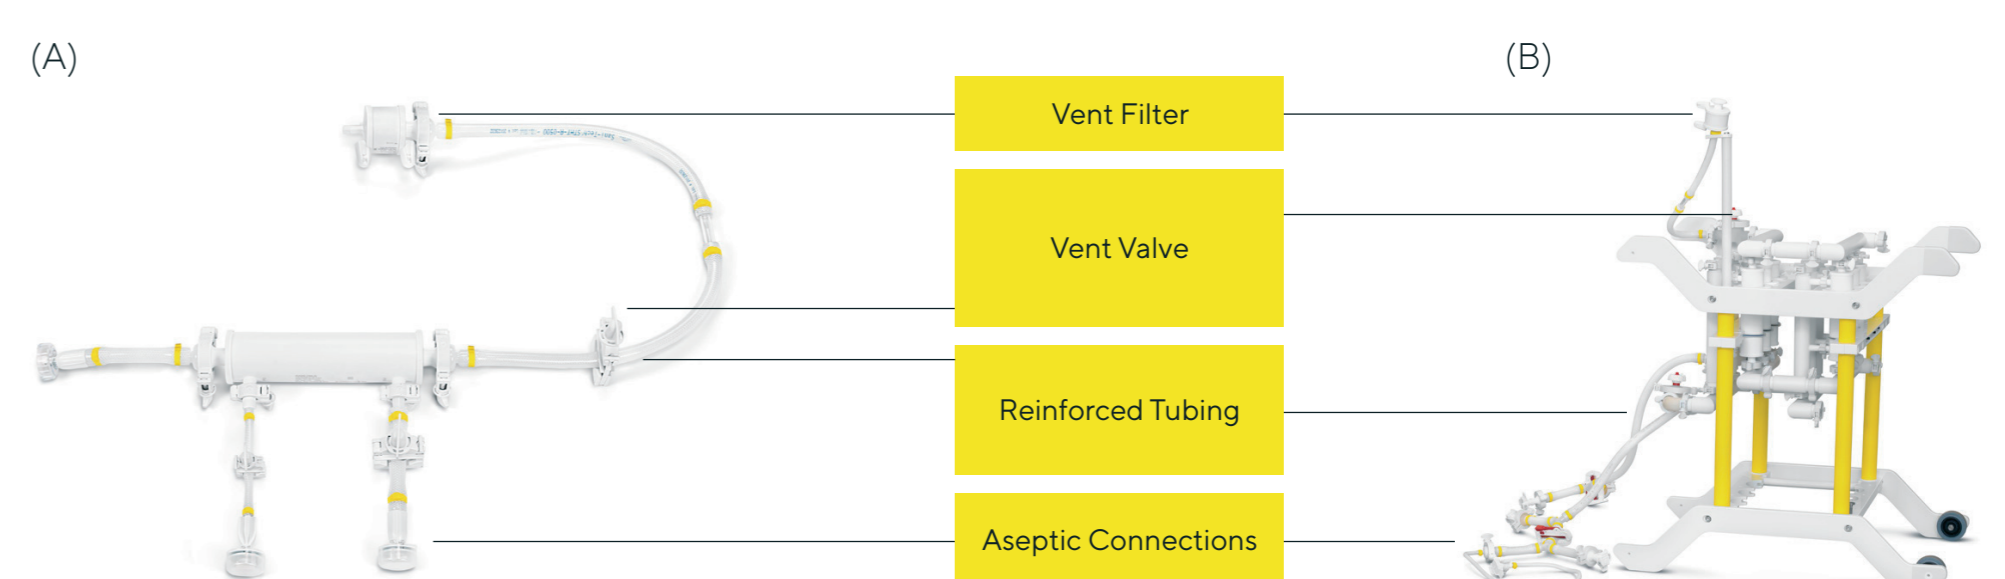 (A)
(B)
Vent Filter
Vent Valve
Reinforced Tubing
Aseptic Connections